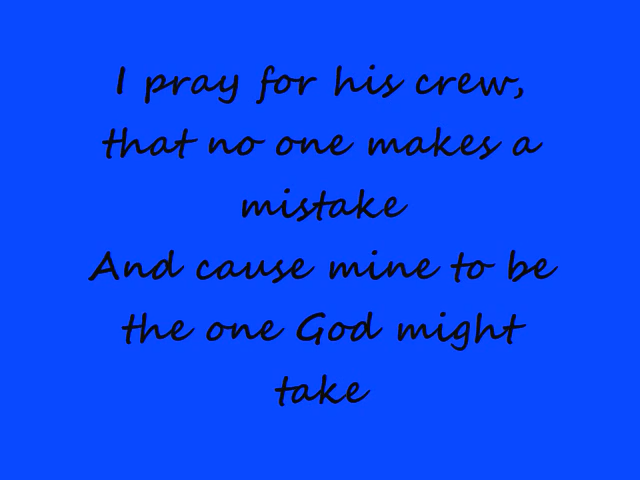 I pray for his crew,
that no one makes a
mistake
And cause mine to be
the one God might
take